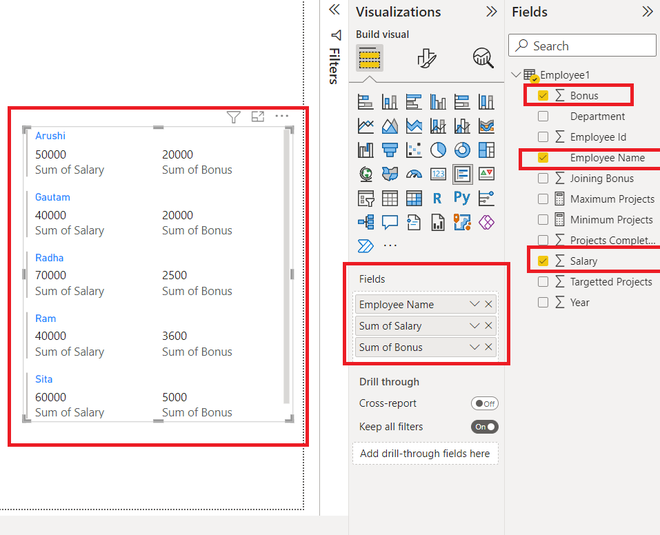 Arushi
50000 20000
Sum of Salary Sum of Bonus
Gautam
40000 20000
Sum of Salary Sum of Bonus
Radha
70000 2500
Sum of Salary Sum of Bonus
Ram
40000 3600
Sum of Salary Sum of Bonus
Sita
60000 5000
Sum of Salary Sum of Bonus
Filters
Visualizations
Build visual
123
R Py
Fields
Employee Name
Sum of Salary
Sum of Bonus
Drill through
Cross-report Off
Keep all filters On
Add drill-through fields here
Fields
Search
Employee1
Bonus
Department
Employee Id
Employee Name
Joining Bonus
Maximum Projects
Minimum Projects
Projects Complet...
Salary
Targetted Projects
Year